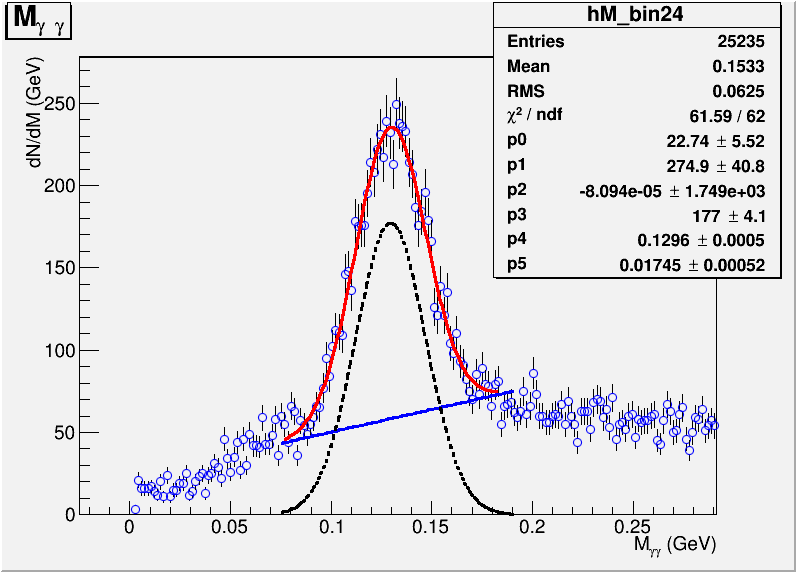 M γ γ
hM_bin24
Entries 25235
Mean 0.1533
RMS 0.0625
χ² / ndf 61.59 / 62
p0 22.74 ± 5.52
p1 274.9 ± 40.8
p2 -8.094e-05 ± 1.749e+03
p3 177 ± 4.1
p4 0.1296 ± 0.0005
p5 0.01745 ± 0.00052
dN/dM (GeV)
250
200
150
100
50
0
0 0.05 0.1 0.15 0.2 0.25
Mγγ (GeV)